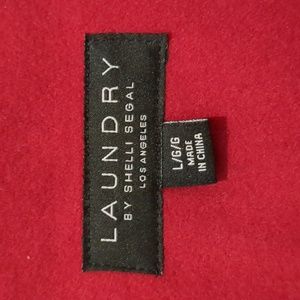 LAUNDRY
BY SHELLI SEGAL
LOS ANGELES
L/G/G
MADE
IN CHINA